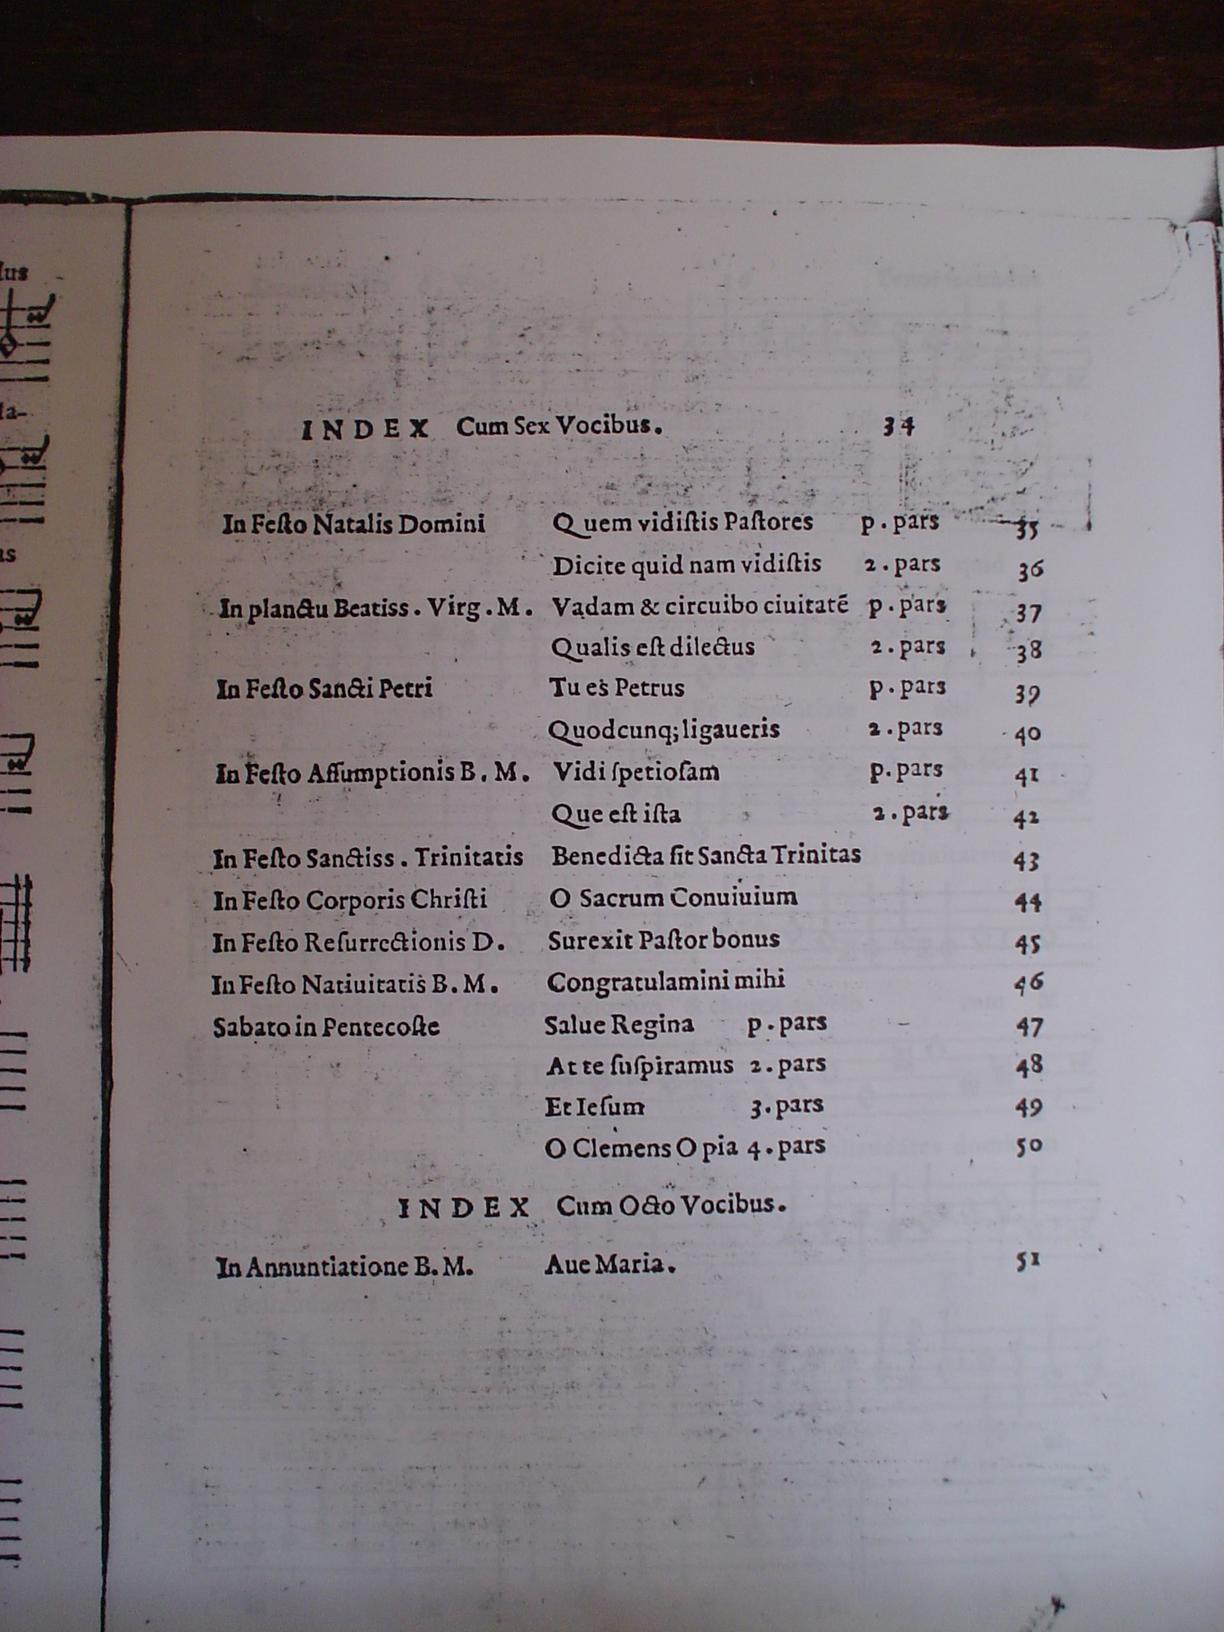 lus
la-
as
INDEX Cum Sex Vocibus. 34
In Feſto Natalis Domini Quem vidiſtis Paſtores p. pars 35
Dicite quid nam vidiſtis 2. pars 36
In planctu Beatiss. Virg. M. Vadam & circuibo ciuitatē p. pars 37
Qualis eſt dilectus 2. pars 38
In Feſto Sancti Petri Tu es Petrus p. pars 39
Quodcunq; ligaueris 2. pars 40
In Feſto Aſſumptionis B. M. Vidi ſpetioſam p. pars 41
Que eſt iſta 2. pars 42
In Feſto Sanctiss. Trinitatis Benedicta ſit Sancta Trinitas 43
In Feſto Corporis Chriſti O Sacrum Conuiuium 44
In Feſto Reſurrectionis D. Surexit Paſtor bonus 45
In Feſto Natiuitatis B. M. Congratulamini mihi 46
Sabato in Pentecoſte Salue Regina p. pars 47
At te ſuſpiramus 2. pars 48
Et Ieſum 3. pars 49
O Clemens O pia 4. pars 50
INDEX Cum Octo Vocibus.
In Annuntiatione B. M. Aue Maria. 51